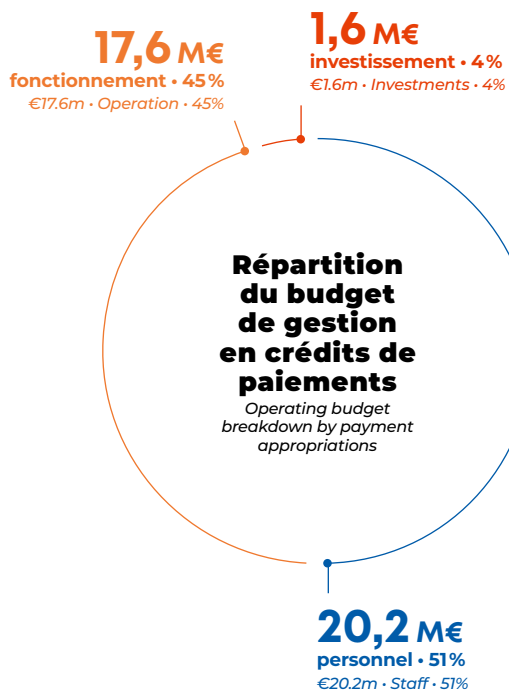 17,6 M€
fonctionnement • 45 %
€17.6m • Operation • 45%
1,6 M€
investissement • 4 %
€1.6m • Investments • 4%
Répartition
du budget
de gestion
en crédits de
paiements
Operating budget
breakdown by payment
appropriations
20,2 M€
personnel • 51 %
€20.2m • Staff • 51%